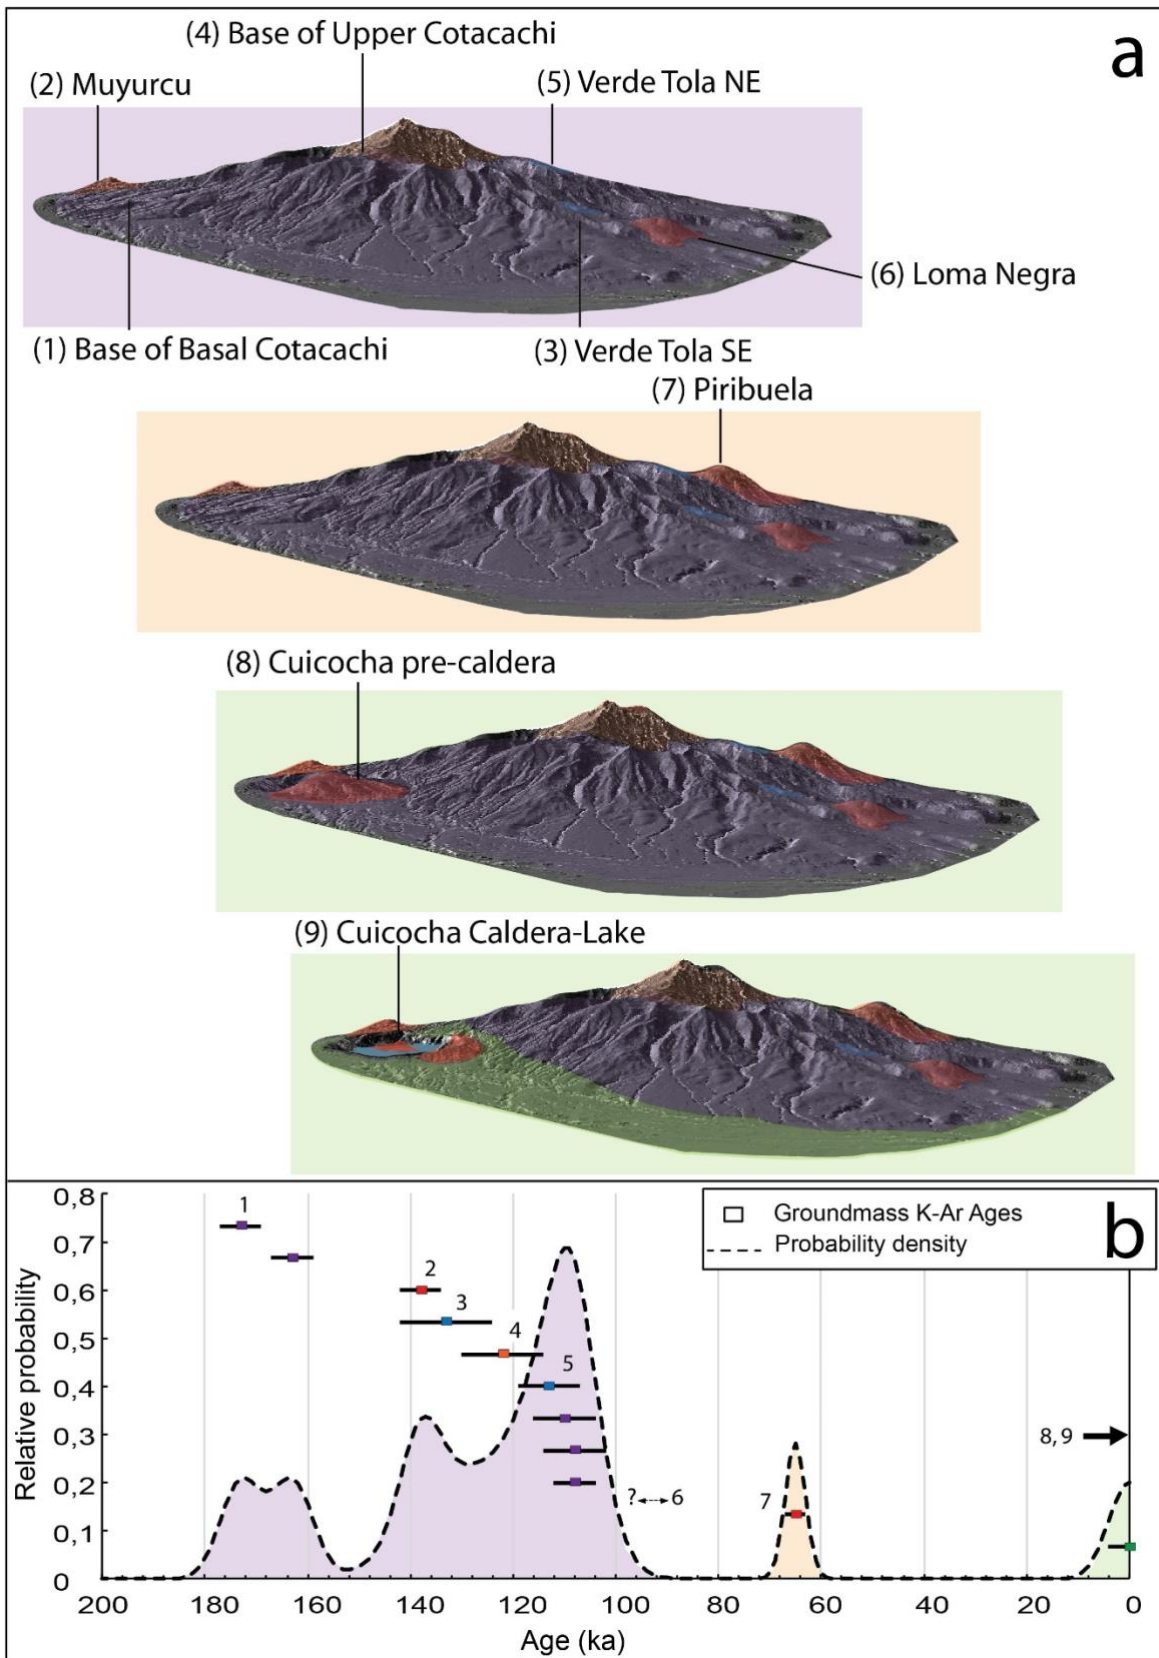 a
(4) Base of Upper Cotacachi
(2) Muyurcu
(5) Verde Tola NE
(6) Loma Negra
(1) Base of Basal Cotacachi
(3) Verde Tola SE
(7) Piribuela
(8) Cuicocha pre-caldera
(9) Cuicocha Caldera-Lake
b
Groundmass K-Ar Ages
Probability density
Relative probability
0,8
0,7
0,6
0,5
0,4
0,3
0,2
0,1
0
1
2
3
4
5
?
6
7
8,9
200
180
160
140
120
100
80
60
40
20
0
Age (ka)